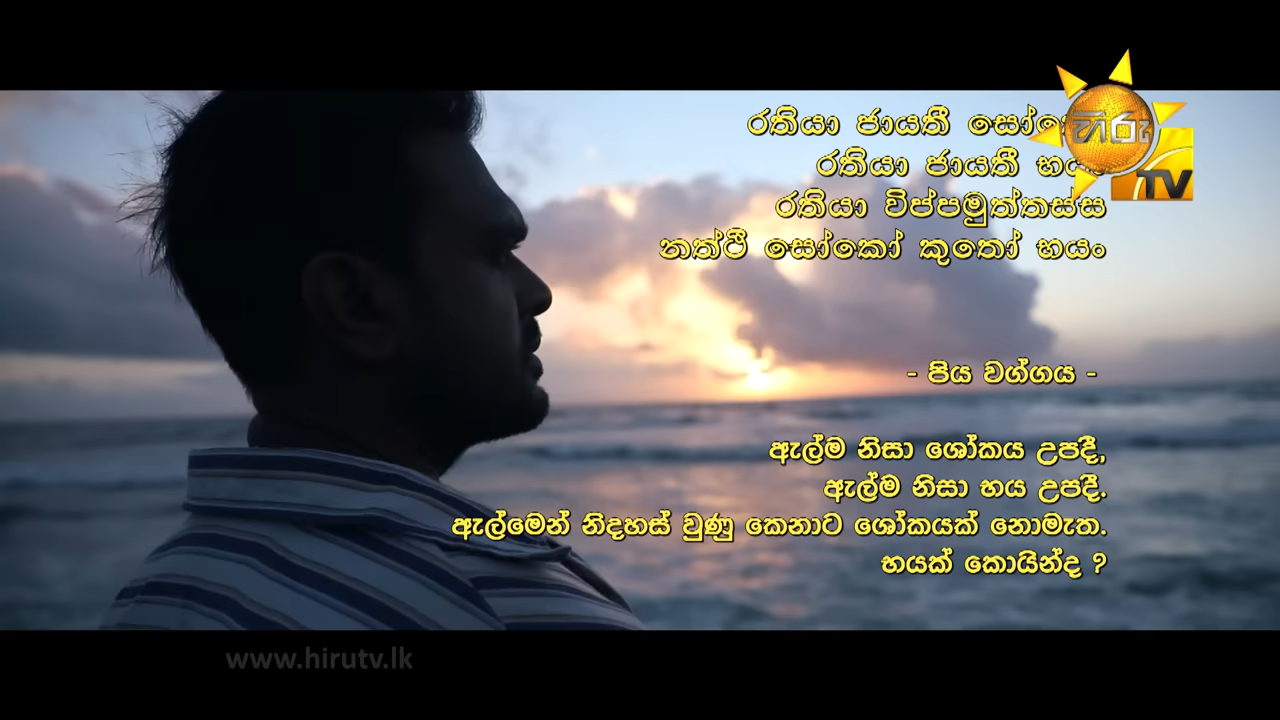 රතියා ජායතී
රතියා ජායතී
රතියා විප්පමුත්තස්ස
නත්ථි සෝකෝ කුතෝ භයං
- පිය වග්ගය -
ඇල්ම නිසා ශෝකය උපදී,
ඇල්ම නිසා භය උපදී.
ඇල්මෙන් නිදහස් වුණු කෙනාට ශෝකයක් නොමැත.
භයක් කොයින්ද ?
හිරු
TV
www.hirutv.lk